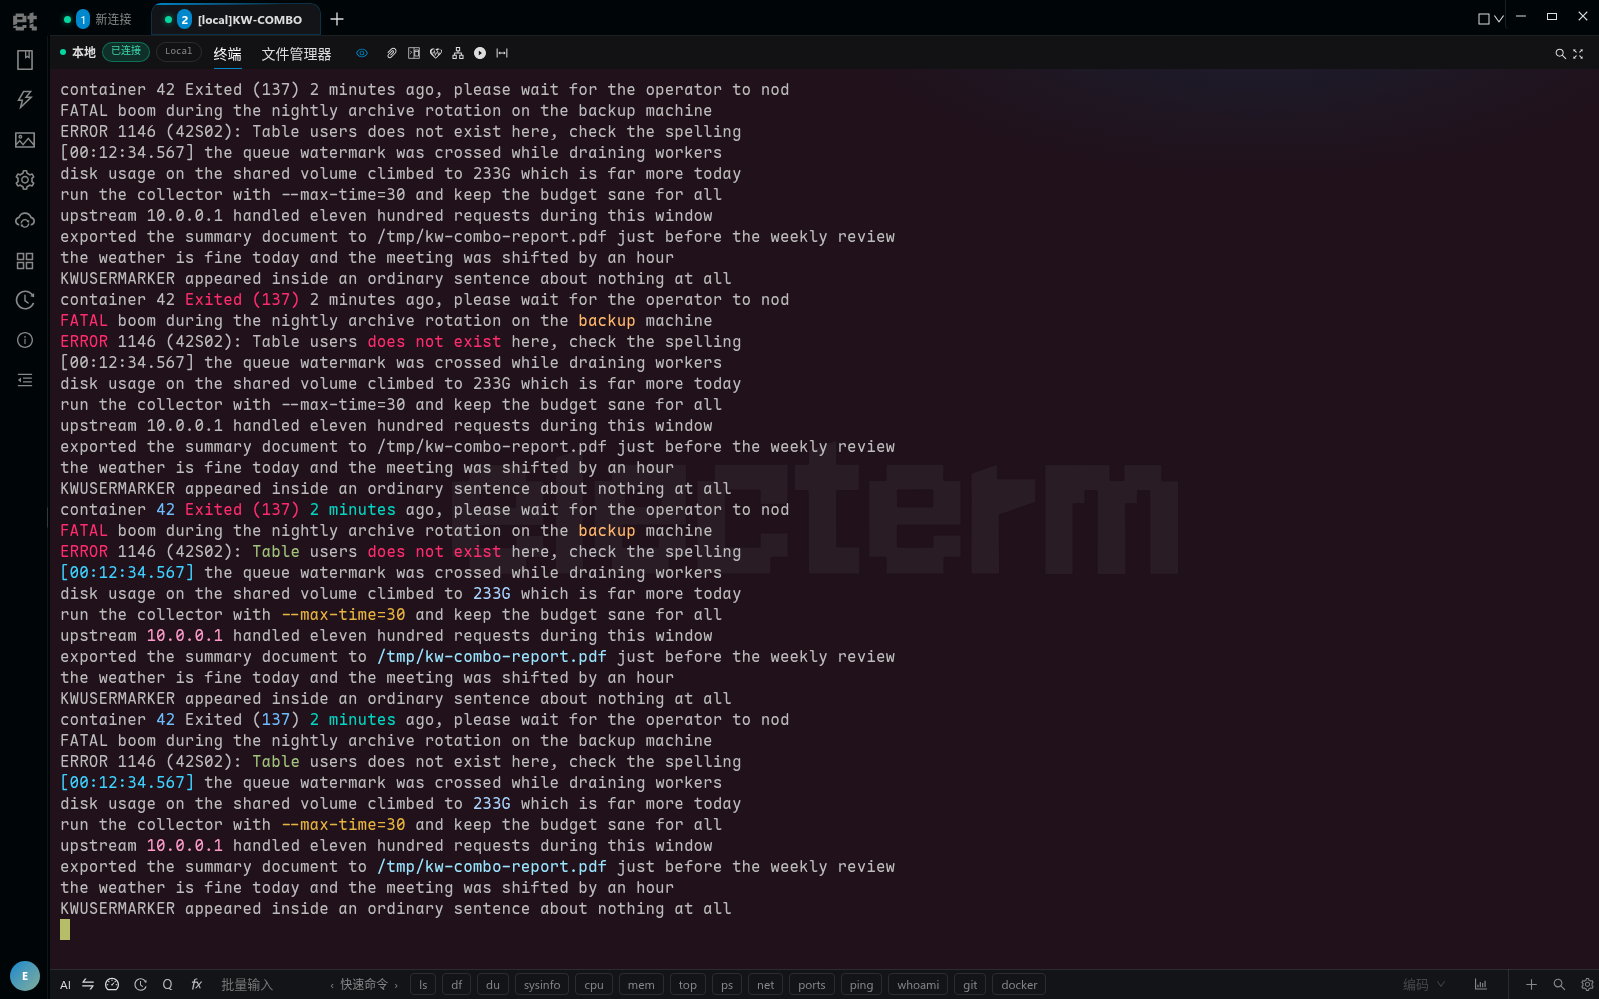 et
1 新连接
2 [local]KW-COMBO
本地 已连接 Local 终端 文件管理器
container 42 Exited (137) 2 minutes ago, please wait for the operator to nod
FATAL boom during the nightly archive rotation on the backup machine
ERROR 1146 (42S02): Table users does not exist here, check the spelling
[00:12:34.567] the queue watermark was crossed while draining workers
disk usage on the shared volume climbed to 233G which is far more today
run the collector with --max-time=30 and keep the budget sane for all
upstream 10.0.0.1 handled eleven hundred requests during this window
exported the summary document to /tmp/kw-combo-report.pdf just before the weekly review
the weather is fine today and the meeting was shifted by an hour
KWUSERMARKER appeared inside an ordinary sentence about nothing at all
container 42 Exited (137) 2 minutes ago, please wait for the operator to nod
FATAL boom during the nightly archive rotation on the backup machine
ERROR 1146 (42S02): Table users does not exist here, check the spelling
[00:12:34.567] the queue watermark was crossed while draining workers
disk usage on the shared volume climbed to 233G which is far more today
run the collector with --max-time=30 and keep the budget sane for all
upstream 10.0.0.1 handled eleven hundred requests during this window
exported the summary document to /tmp/kw-combo-report.pdf just before the weekly review
the weather is fine today and the meeting was shifted by an hour
KWUSERMARKER appeared inside an ordinary sentence about nothing at all
container 42 Exited (137) 2 minutes ago, please wait for the operator to nod
FATAL boom during the nightly archive rotation on the backup machine
ERROR 1146 (42S02): Table users does not exist here, check the spelling
[00:12:34.567] the queue watermark was crossed while draining workers
disk usage on the shared volume climbed to 233G which is far more today
run the collector with --max-time=30 and keep the budget sane for all
upstream 10.0.0.1 handled eleven hundred requests during this window
exported the summary document to /tmp/kw-combo-report.pdf just before the weekly review
the weather is fine today and the meeting was shifted by an hour
KWUSERMARKER appeared inside an ordinary sentence about nothing at all
container 42 Exited (137) 2 minutes ago, please wait for the operator to nod
FATAL boom during the nightly archive rotation on the backup machine
ERROR 1146 (42S02): Table users does not exist here, check the spelling
[00:12:34.567] the queue watermark was crossed while draining workers
disk usage on the shared volume climbed to 233G which is far more today
run the collector with --max-time=30 and keep the budget sane for all
upstream 10.0.0.1 handled eleven hundred requests during this window
exported the summary document to /tmp/kw-combo-report.pdf just before the weekly review
the weather is fine today and the meeting was shifted by an hour
KWUSERMARKER appeared inside an ordinary sentence about nothing at all
electerm
E
AI Q fx 批量输入 ‹ 快速命令 › ls df du sysinfo cpu mem top ps net ports ping whoami git docker 编码